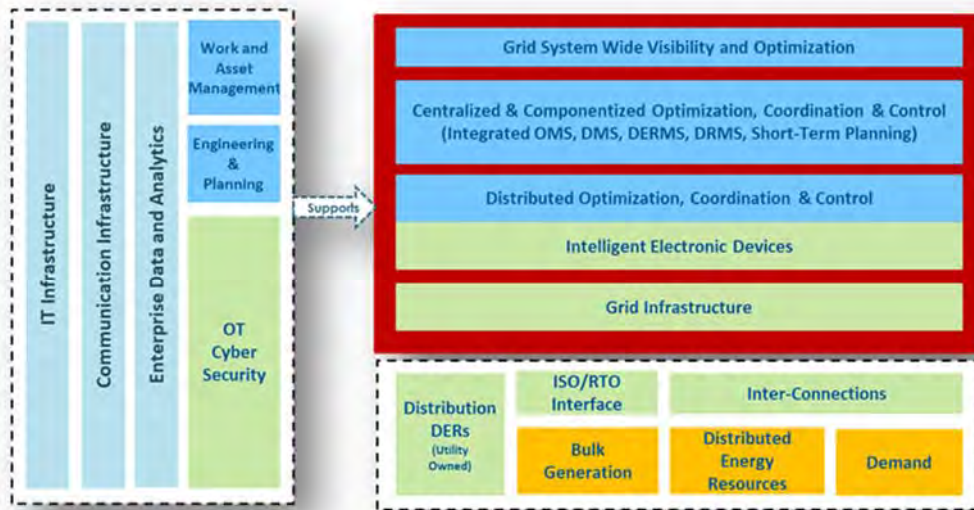 IT Infrastructure
Communication Infrastructure
Enterprise Data and Analytics
Work and
Asset
Management
Engineering
&
Planning
OT
Cyber
Security
Supports
Grid System Wide Visibility and Optimization
Centralized & Componentized Optimization, Coordination & Control
(Integrated OMS, DMS, DERMS, DRMS, Short-Term Planning)
Distributed Optimization, Coordination & Control
Intelligent Electronic Devices
Grid Infrastructure
Distribution
DERs
(Utility
Owned)
ISO/RTO
Interface
Inter-Connections
Bulk
Generation
Distributed
Energy
Resources
Demand